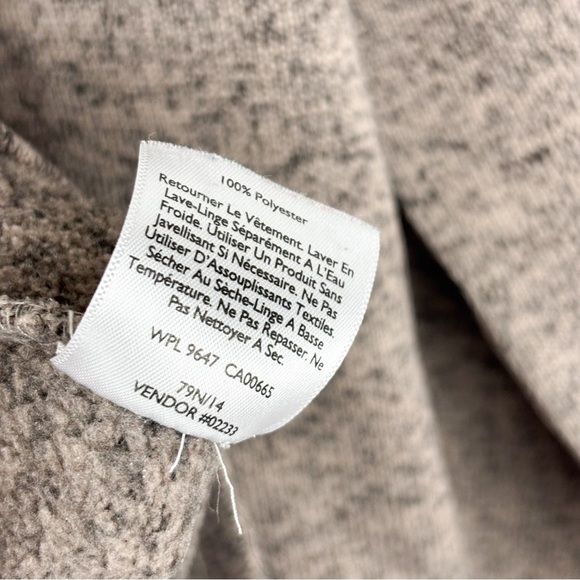 100% Polyester
Retourner Le Vêtement. Laver En
Lave-Linge Séparément A L'Eau
Froide. Utiliser Un Produit Sans
Javellisant Si Nécessaire. Ne Pas
Utiliser D'Assouplissants Textiles.
Sécher Au Sèche-Linge A Basse
Température. Ne Pas Repasser. Ne
Pas Nettoyer A Sec.
WPL 9647 CA00665
79N/14
VENDOR #02233